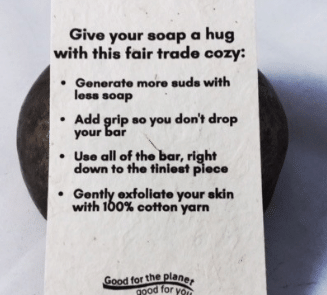 Give your soap a hug
with this fair trade cozy:
• Generate more suds with
less soap
• Add grip so you don't drop
your bar
• Use all of the bar, right
down to the tiniest piece
• Gently exfoliate your skin
with 100% cotton yarn
Good for the planet
good for you